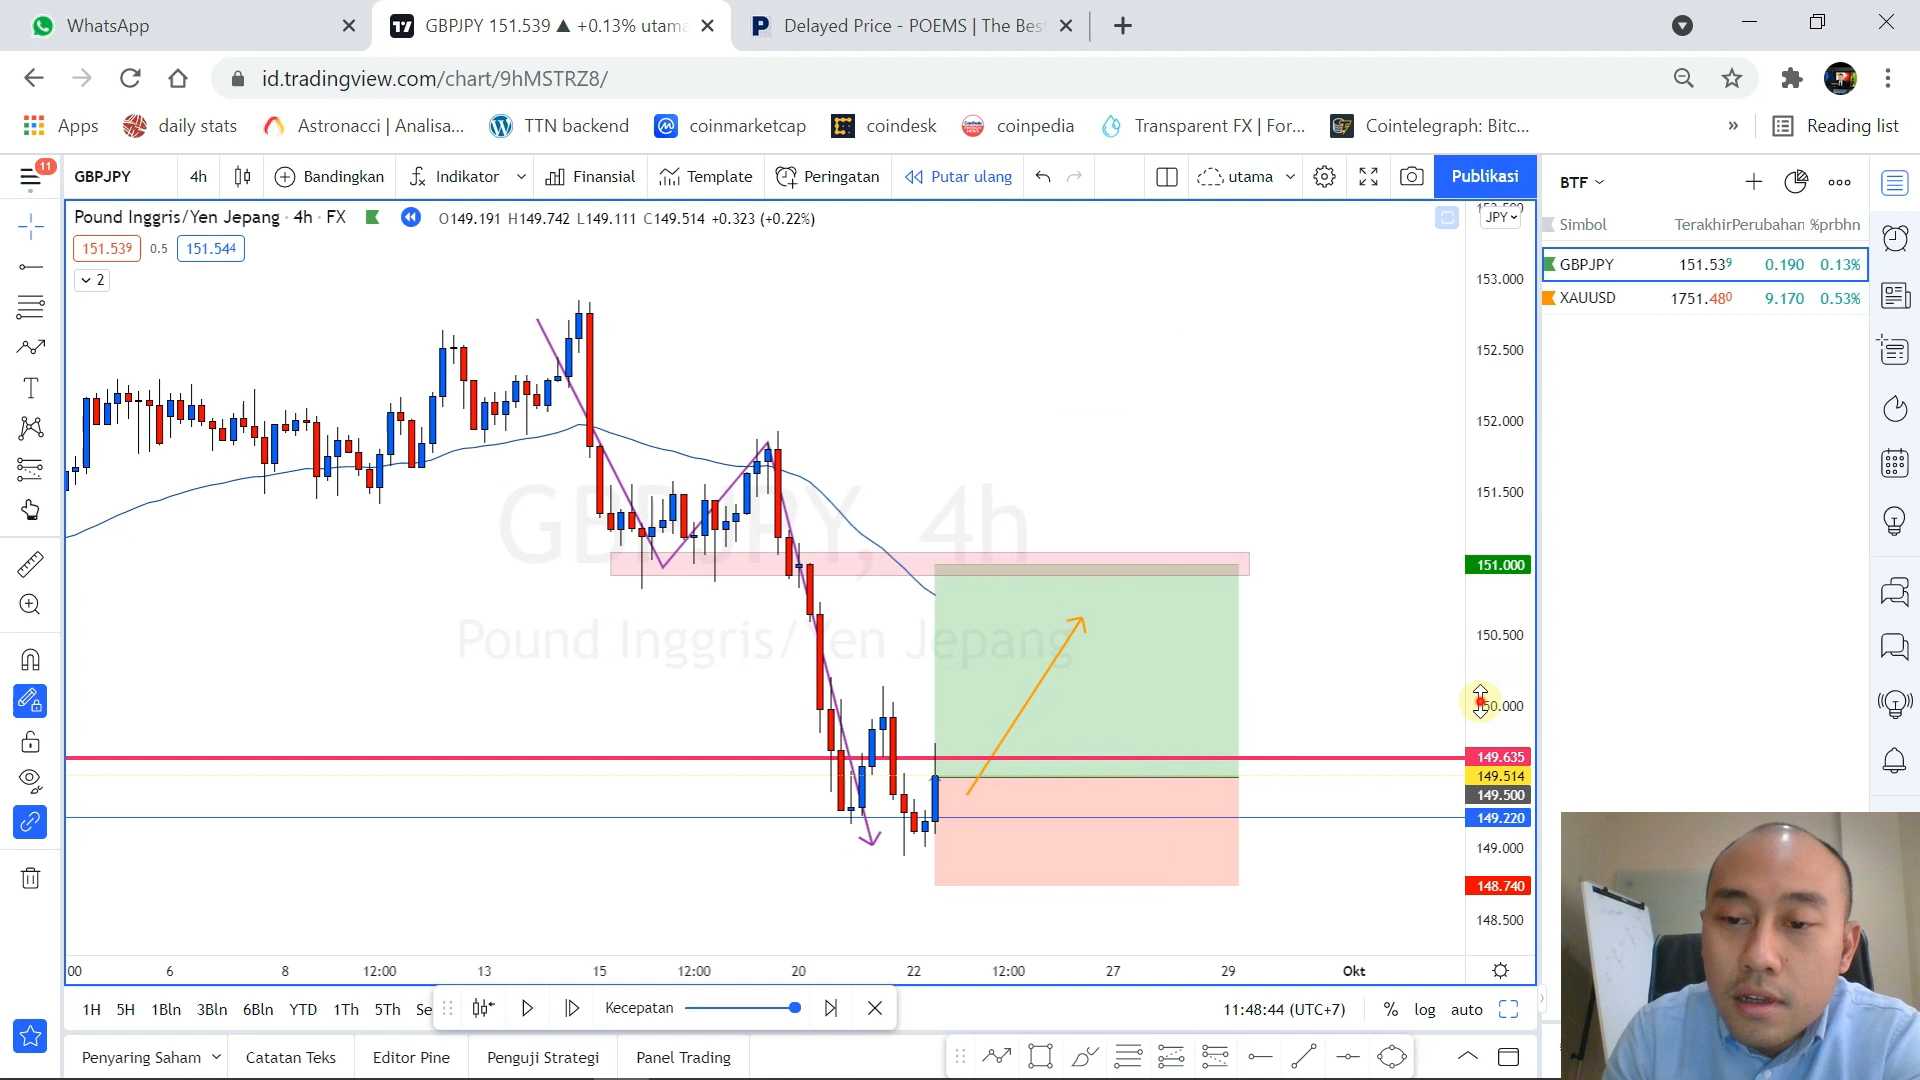 WhatsApp
GBPJPY 151.539 ▲ +0.13% utama
Delayed Price - POEMS | The Bes
id.tradingview.com/chart/9hMSTRZ8/
Apps
daily stats
Astronacci | Analisa...
TTN backend
coinmarketcap
coindesk
coinpedia
Transparent FX | For...
Cointelegraph: Bitc...
»
Reading list
11
GBPJPY
4h
Bandingkan
Indikator
Finansial
Template
Peringatan
Putar ulang
utama
Publikasi
BTF
Pound Inggris/Yen Jepang · 4h · FX
O149.191 H149.742 L149.111 C149.514 +0.323 (+0.22%)
JPY
151.539
0.5
151.544
2
Simbol
Terakhir
Perubahan
%prbhn
GBPJPY
151.539
0.190
0.13%
XAUUSD
1751.480
9.170
0.53%
GBPJPY, 4h
Pound Inggris/Yen Jepang
152.500
153.000
152.500
152.000
151.500
151.000
150.500
150.000
149.635
149.514
149.500
149.220
149.000
148.740
148.500
00
6
8
12:00
13
15
12:00
20
22
12:00
27
29
Okt
1H
5H
1Bln
3Bln
6Bln
YTD
1Th
5Th
Se
Kecepatan
11:48:44 (UTC+7)
%
log
auto
Penyaring Saham
Catatan Teks
Editor Pine
Penguji Strategi
Panel Trading